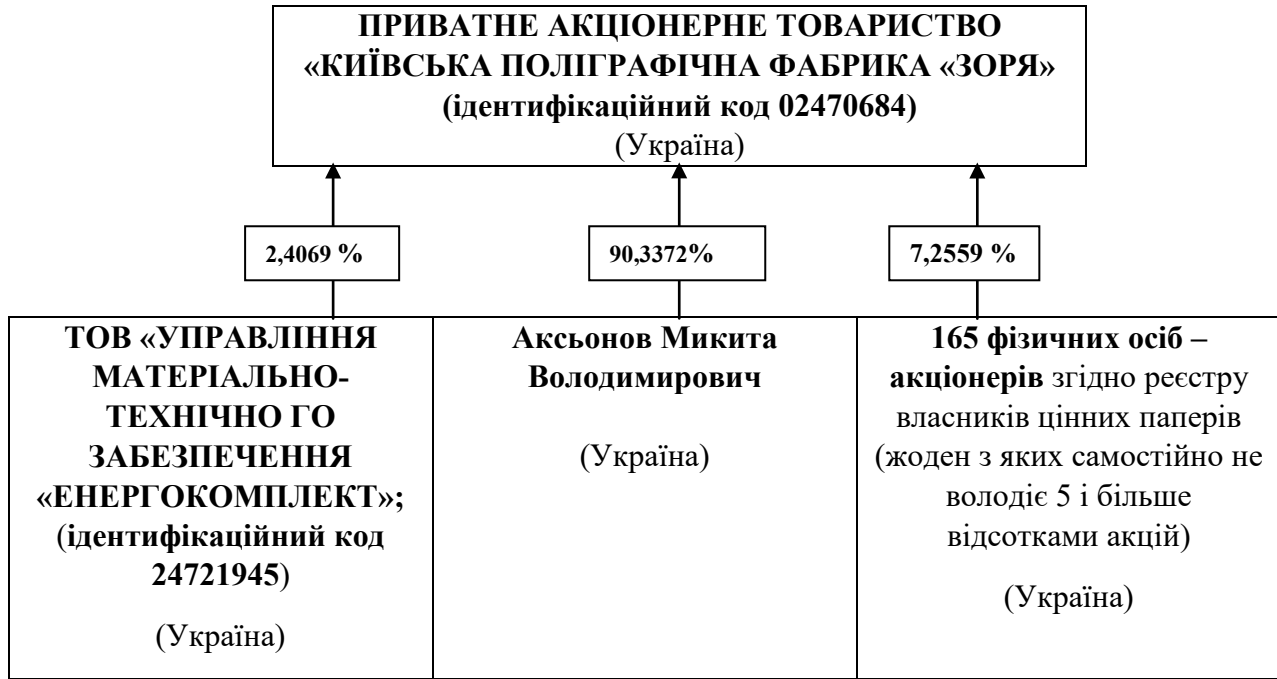 ПРИВАТНЕ АКЦІОНЕРНЕ ТОВАРИСТВО
«КИЇВСЬКА ПОЛІГРАФІЧНА ФАБРИКА «ЗОРЯ»
(ідентифікаційний код 02470684)
(Україна)
2,4069 %
90,3372%
7,2559 %
ТОВ «УПРАВЛІННЯ
МАТЕРІАЛЬНО-
ТЕХНІЧНО ГО
ЗАБЕЗПЕЧЕННЯ
«ЕНЕРГОКОМПЛЕКТ»;
(ідентифікаційний код
24721945)
(Україна)
Аксьонов Микита
Володимирович
(Україна)
165 фізичних осіб –
акціонерів згідно реєстру
власників цінних паперів
(жоден з яких самостійно не
володіє 5 і більше
відсотками акцій)
(Україна)